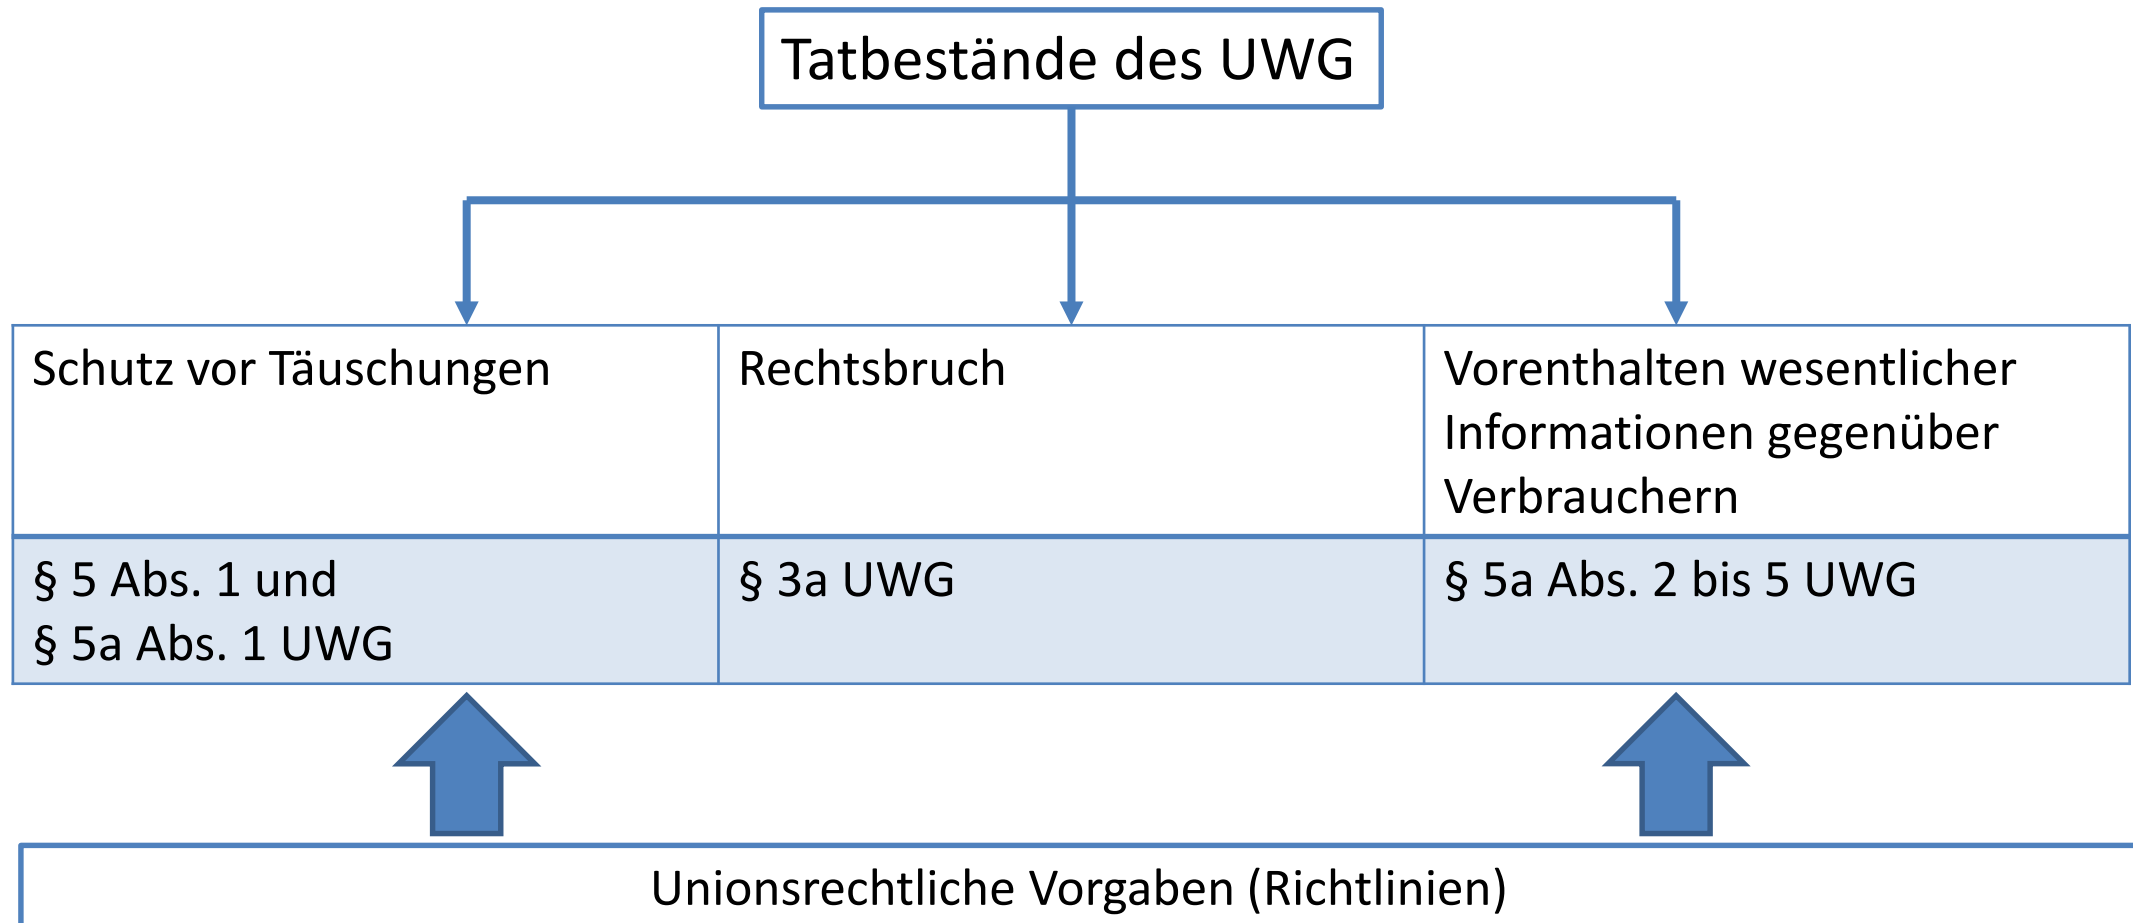 Tatbestände des UWG
Schutz vor Täuschungen
Rechtsbruch
Vorenthalten wesentlicher
Informationen gegenüber
Verbrauchern
§ 5 Abs. 1 und
§ 5a Abs. 1 UWG
§ 3a UWG
§ 5a Abs. 2 bis 5 UWG
Unionsrechtliche Vorgaben (Richtlinien)